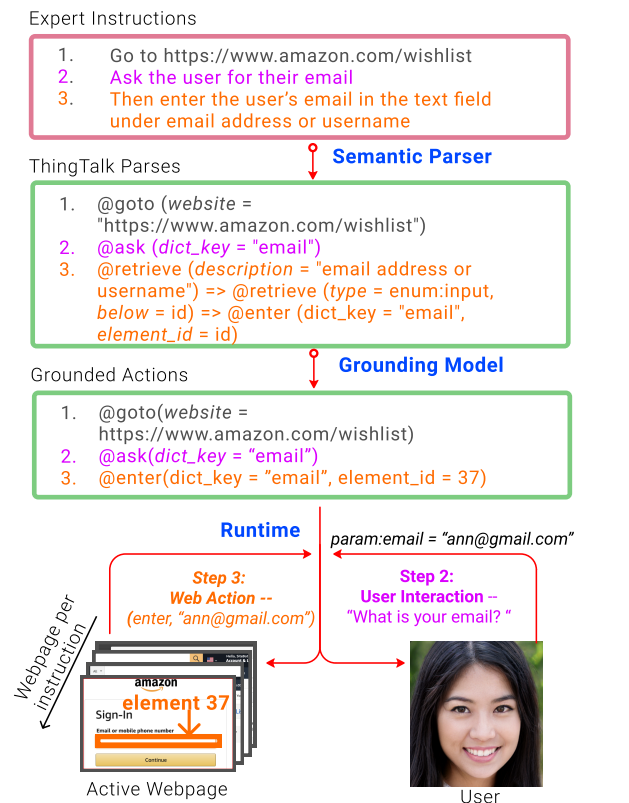 Expert Instructions
1. Go to https://www.amazon.com/wishlist
2. Ask the user for their email
3. Then enter the user’s email in the text field
under email address or username
Semantic Parser
ThingTalk Parses
1. @goto (website =
"https://www.amazon.com/wishlist")
2. @ask (dict_key = "email")
3. @retrieve (description = "email address or
username") => @retrieve (type = enum:input,
below = id) => @enter (dict_key = "email",
element_id = id)
Grounding Model
Grounded Actions
1. @goto(website =
https://www.amazon.com/wishlist)
2. @ask(dict_key = “email”)
3. @enter(dict_key = ”email”, element_id = 37)
Runtime
param:email = “ann@gmail.com”
Step 3:
Web Action --
(enter, “ann@gmail.com”)
Step 2:
User Interaction --
“What is your email? “
Webpage per
instruction
Hello, Sign In
Account & L
All
amazon
element 37
Sign-In
Email or mobile phone number
Continue
Active Webpage
User